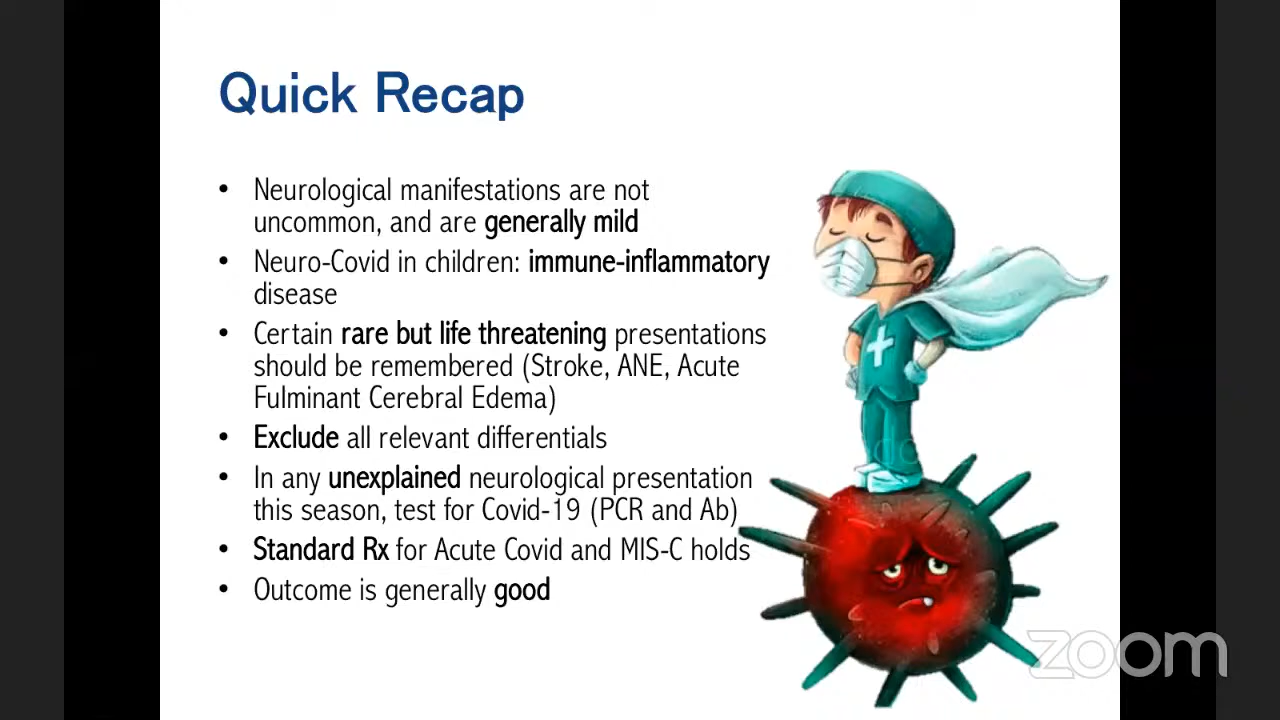 Quick Recap
• Neurological manifestations are not
uncommon, and are generally mild
• Neuro-Covid in children: immune-inflammatory
disease
• Certain rare but life threatening presentations
should be remembered (Stroke, ANE, Acute
Fulminant Cerebral Edema)
• Exclude all relevant differentials
• In any unexplained neurological presentation
this season, test for Covid-19 (PCR and Ab)
• Standard Rx for Acute Covid and MIS-C holds
• Outcome is generally good
zoom